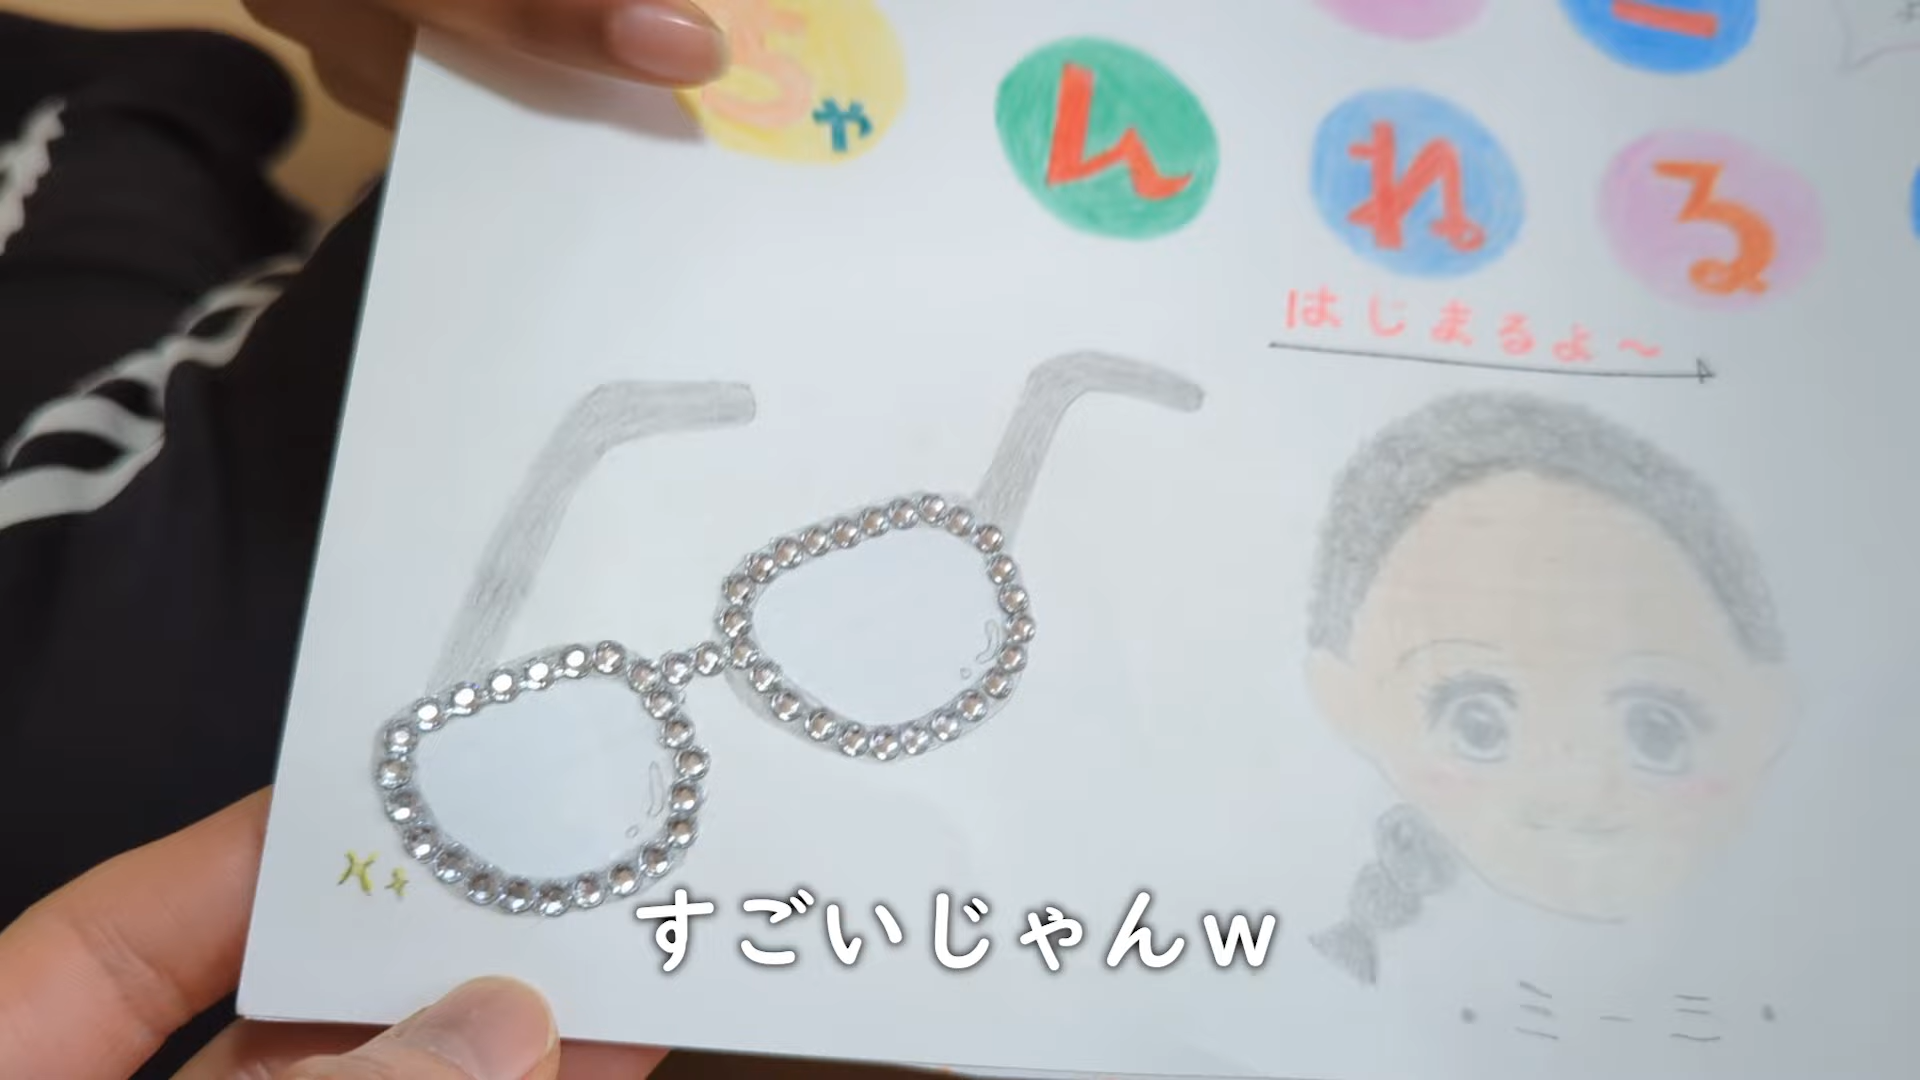 ちゃんねる
はじまるよ～
・ミーミ・
すごいじゃんw